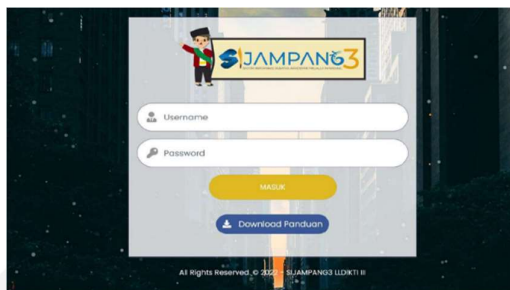 SIJAMPANG3
Username
Password
MASUK
Download Panduan
All Rights Reserved © 2022 - SIJAMPANG3 LLDIKTI III